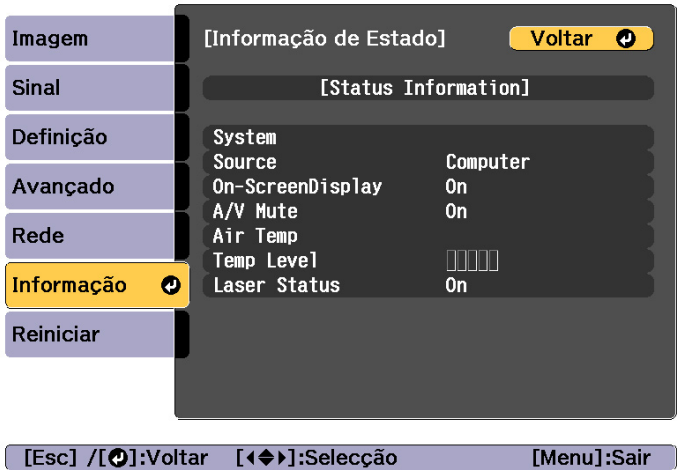 Imagem
Sinal
Definição
Avançado
Rede
Informação
Reiniciar
[Informação de Estado]
Voltar
[Status Information]
System
Source Computer
On-ScreenDisplay On
A/V Mute On
Air Temp
Temp Level
Laser Status On
[Esc] /[ ]:Voltar [ ]:Selecção [Menu]:Sair